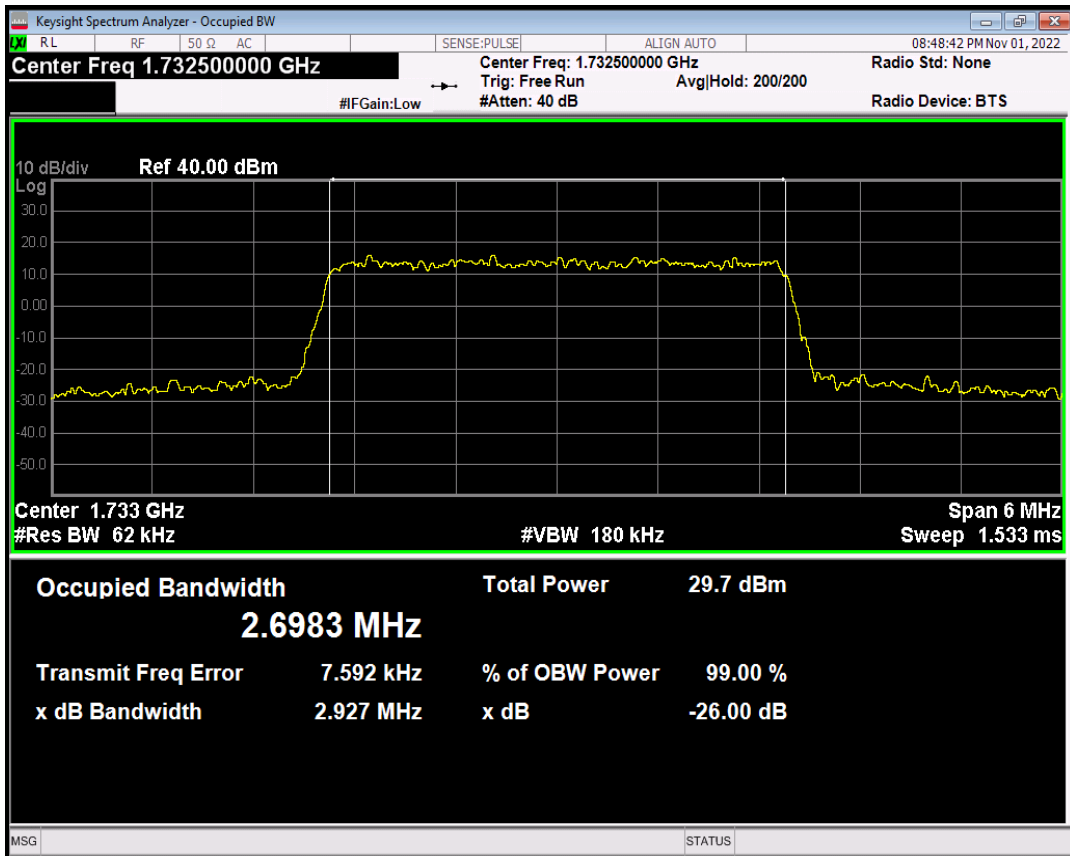 Keysight Spectrum Analyzer - Occupied BW
LXI RL RF 50 Ω AC SENSE:PULSE ALIGN AUTO 08:48:42 PM Nov 01, 2022
Center Freq 1.732500000 GHz Center Freq: 1.732500000 GHz Radio Std: None
Trig: Free Run Avg|Hold: 200/200
#IFGain:Low #Atten: 40 dB Radio Device: BTS
10 dB/div Ref 40.00 dBm
Log
30.0
20.0
10.0
0.00
-10.0
-20.0
-30.0
-40.0
-50.0
Center 1.733 GHz Span 6 MHz
#Res BW 62 kHz #VBW 180 kHz Sweep 1.533 ms
Occupied Bandwidth Total Power 29.7 dBm
2.6983 MHz
Transmit Freq Error 7.592 kHz % of OBW Power 99.00 %
x dB Bandwidth 2.927 MHz x dB -26.00 dB
MSG STATUS